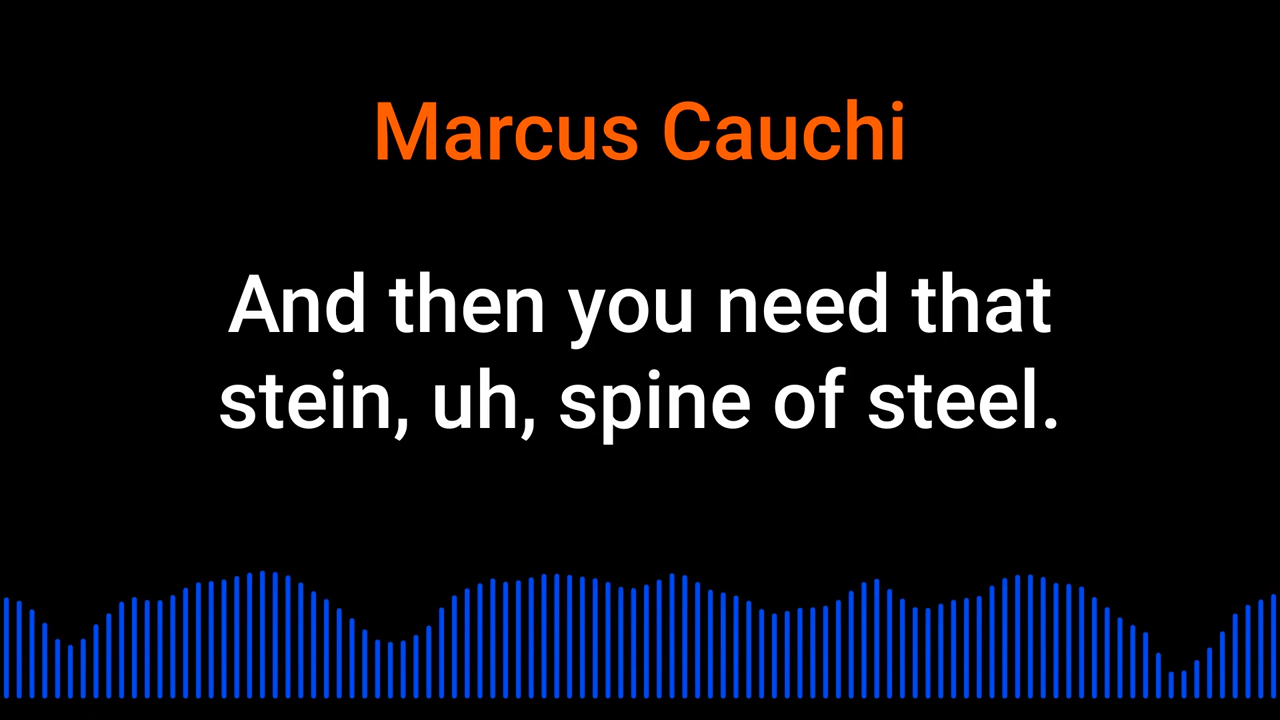 Marcus Cauchi
And then you need that
stein, uh, spine of steel.